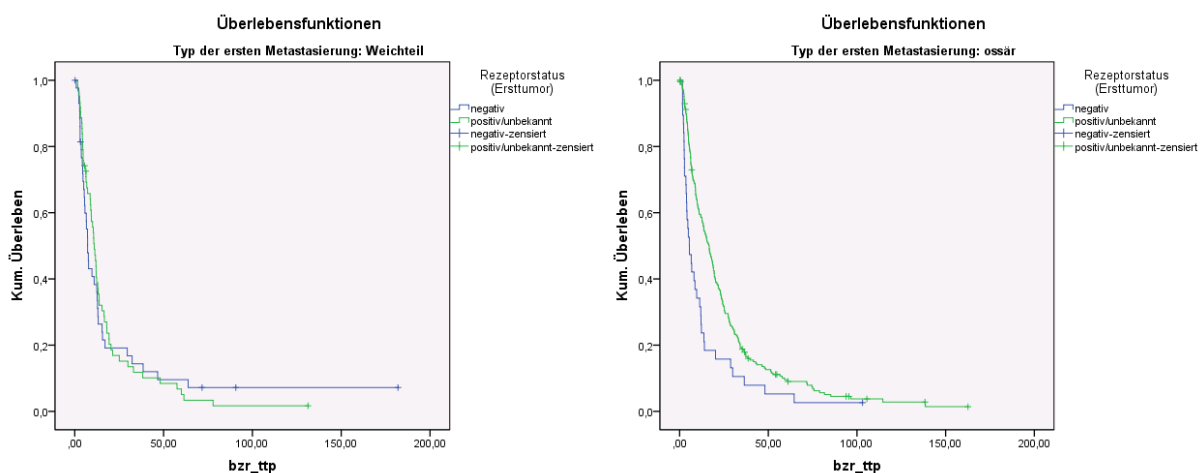 Überlebensfunktionen
Typ der ersten Metastasierung: Weichteil
Rezeptorstatus
(Ersttumor)
negativ
positiv/unbekannt
negativ-zensiert
positiv/unbekannt-zensiert
Kum. Überleben
1,0
0,8
0,6
0,4
0,2
0,0
,00
50,00
100,00
150,00
200,00
bzr_ttp
Überlebensfunktionen
Typ der ersten Metastasierung: ossär
Rezeptorstatus
(Ersttumor)
negativ
positiv/unbekannt
negativ-zensiert
positiv/unbekannt-zensiert
Kum. Überleben
1,0
0,8
0,6
0,4
0,2
0,0
,00
50,00
100,00
150,00
200,00
bzr_ttp